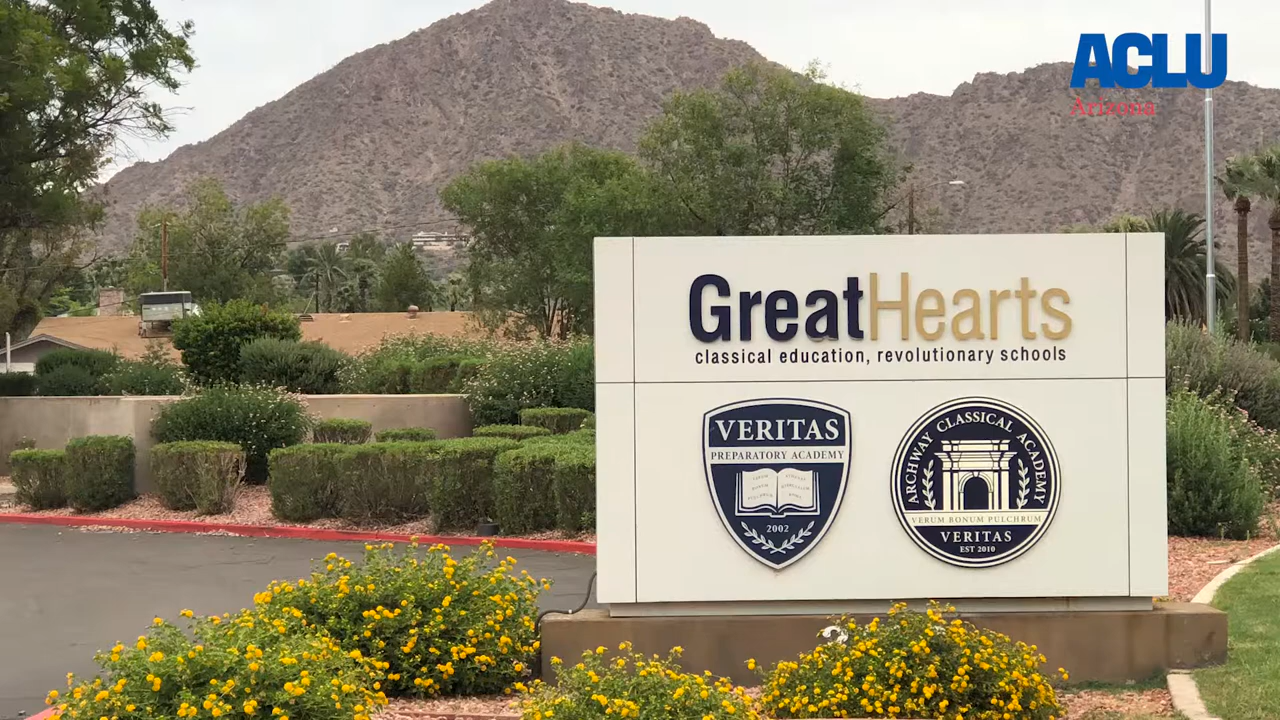 ACLU
Arizona
GreatHearts
classical education, revolutionary schools
VERITAS
PREPARATORY ACADEMY
2002
ARCHWAY CLASSICAL ACADEMY
VERUM BONUM PULCHRUM
VERITAS
EST 2010